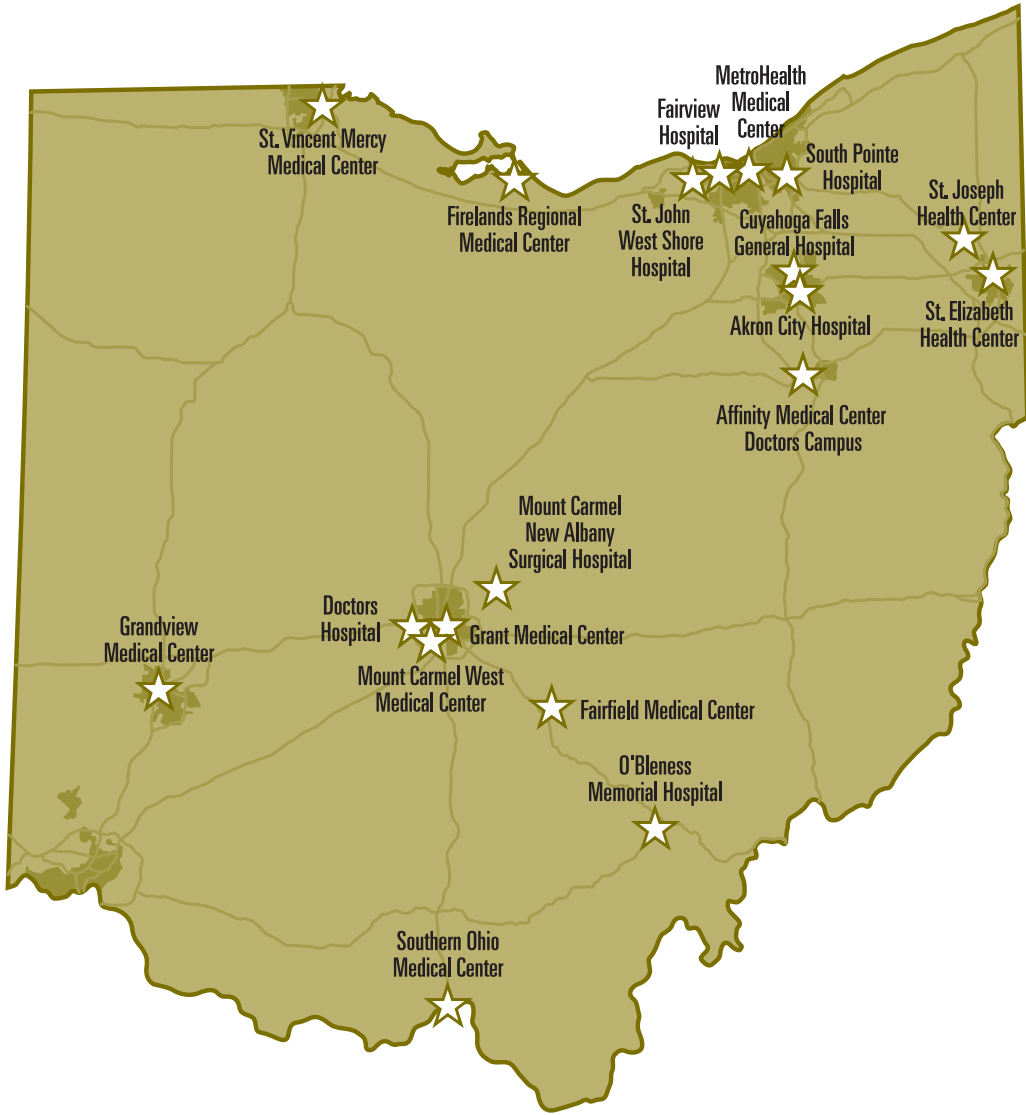 MetroHealth
Medical
Center
Fairview
Hospital
St. Vincent Mercy
Medical Center
South Pointe
Hospital
St. Joseph
Health Center
Firelands Regional
Medical Center
St. John
West Shore
Hospital
Cuyahoga Falls
General Hospital
Akron City Hospital
St. Elizabeth
Health Center
Affinity Medical Center
Doctors Campus
Mount Carmel
New Albany
Surgical Hospital
Doctors
Hospital
Grant Medical Center
Grandview
Medical Center
Mount Carmel West
Medical Center
Fairfield Medical Center
O'Bleness
Memorial Hospital
Southern Ohio
Medical Center